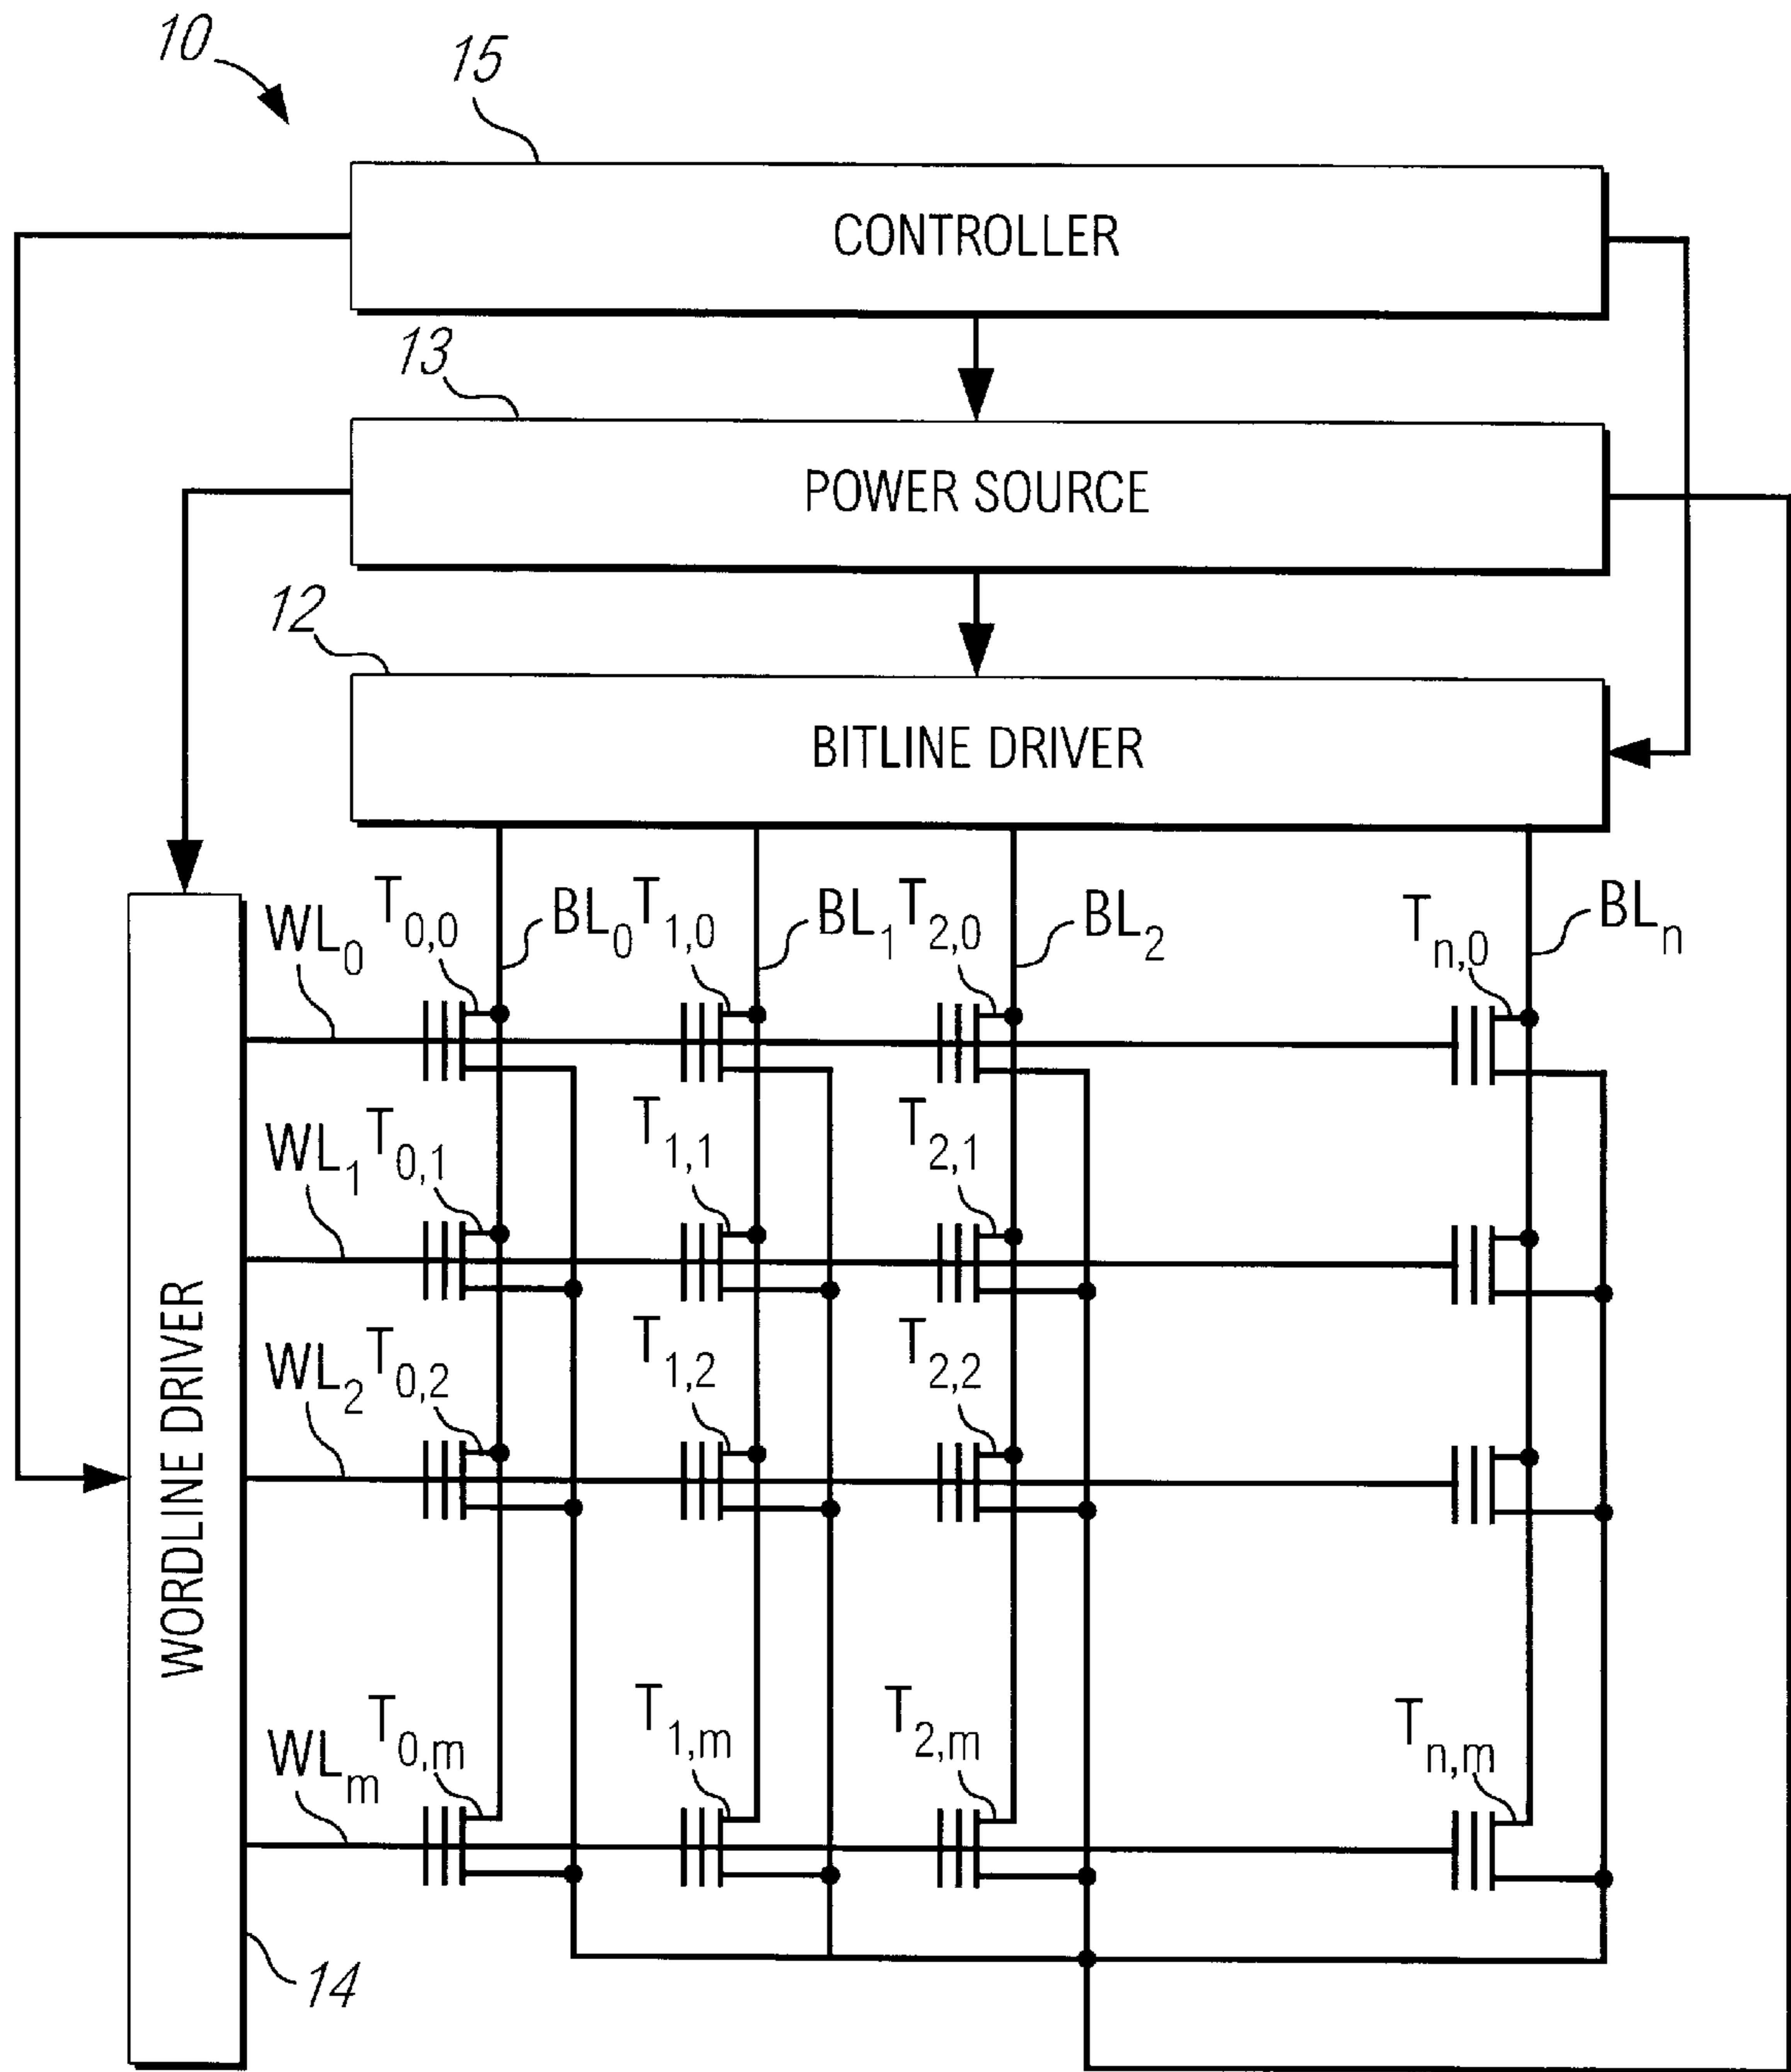 10
15
CONTROLLER
13
POWER SOURCE
12
BITLINE DRIVER
WL0 T0,0 BL0 T1,0 BL1 T2,0 BL2 Tn,0 BLn
WL1 T0,1 T1,1 T2,1
WL2 T0,2 T1,2 T2,2
WORDLINE DRIVER
WLm T0,m T1,m T2,m Tn,m
14